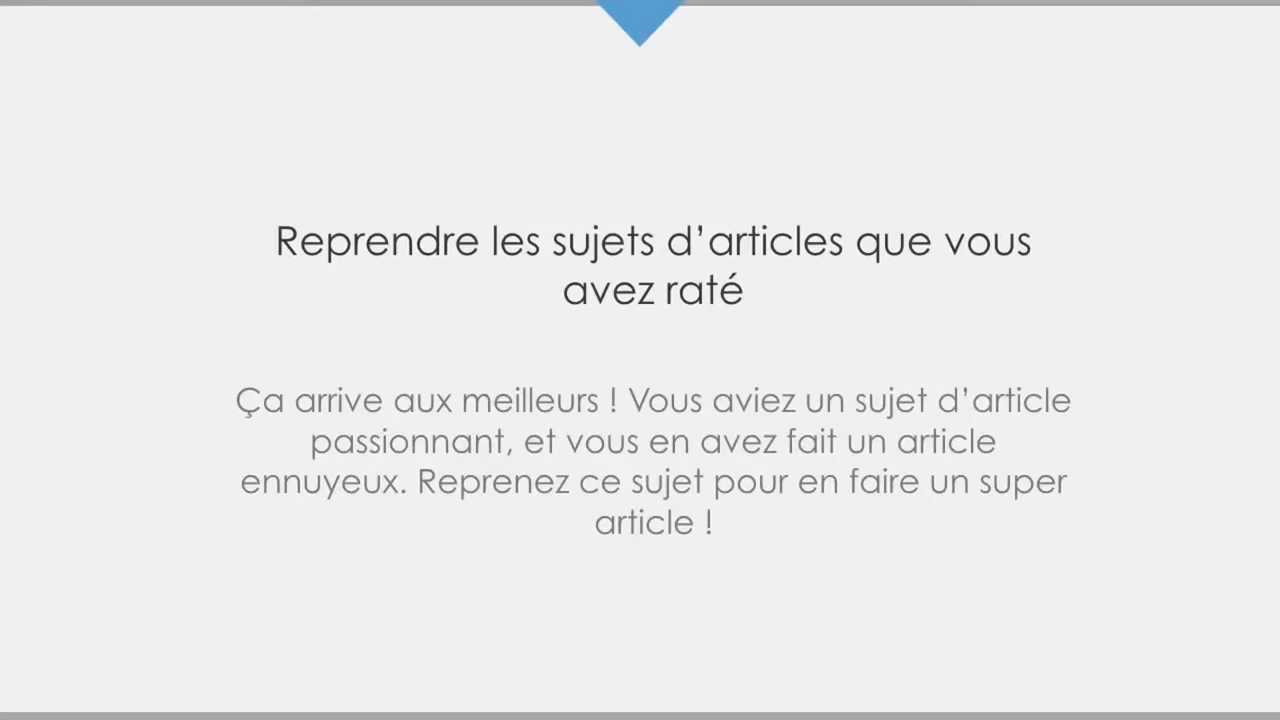 Reprendre les sujets d’articles que vous
avez raté
Ça arrive aux meilleurs ! Vous aviez un sujet d’article
passionnant, et vous en avez fait un article
ennuyeux. Reprenez ce sujet pour en faire un super
article !